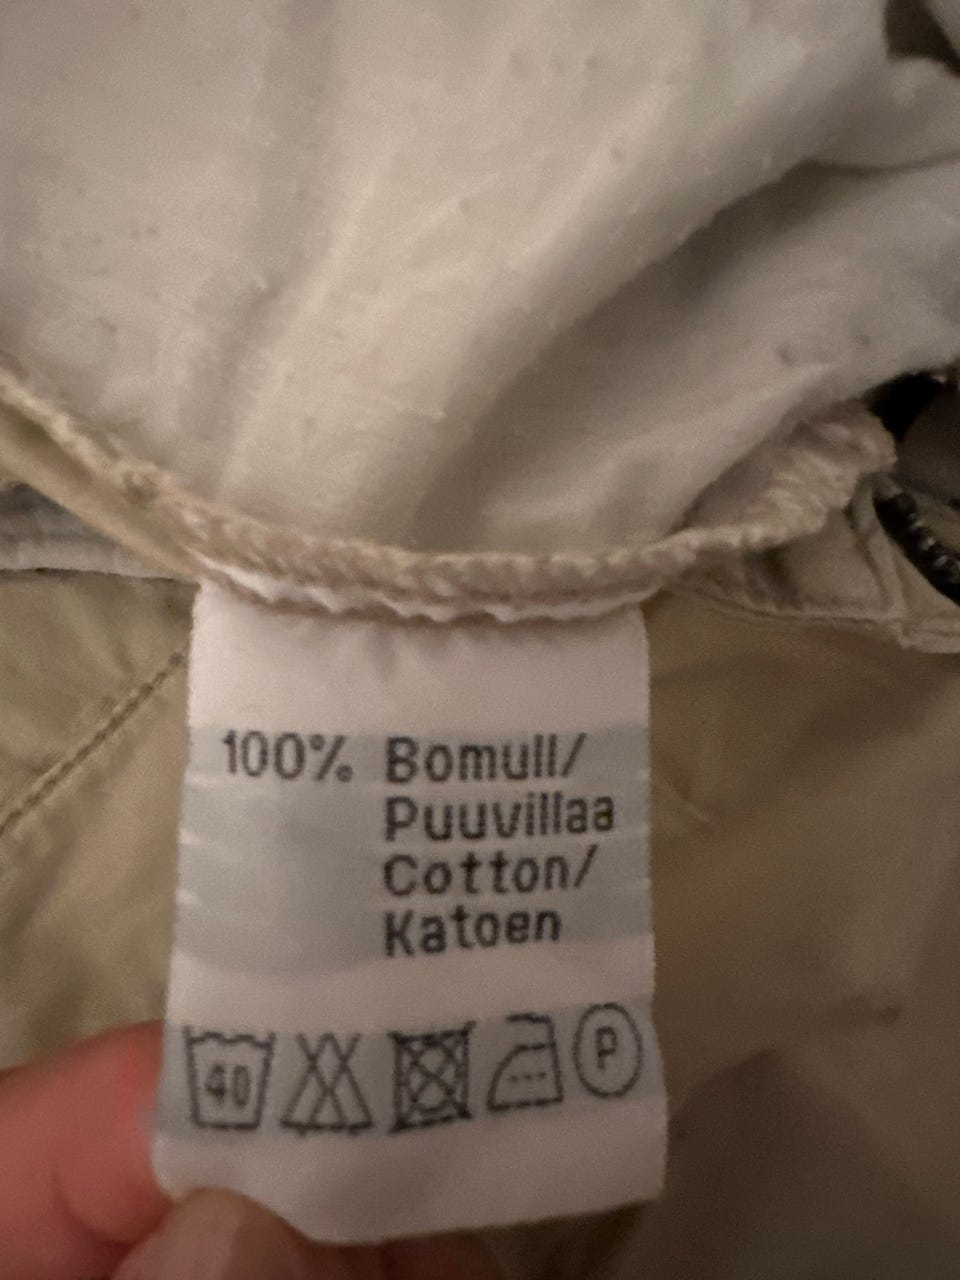 100% Bomull/
Puuvillaa
Cotton/
Katoen
40 P